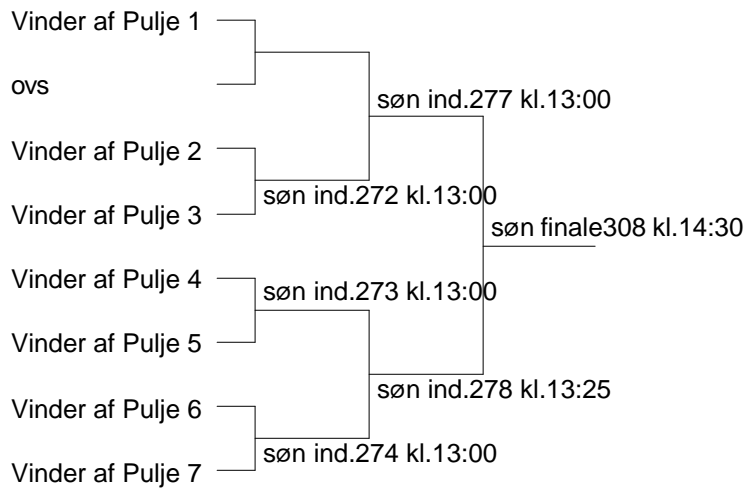 Vinder af Pulje 1
ovs
søn ind.277 kl.13:00
Vinder af Pulje 2
søn ind.272 kl.13:00
Vinder af Pulje 3
søn finale308 kl.14:30
Vinder af Pulje 4
søn ind.273 kl.13:00
Vinder af Pulje 5
søn ind.278 kl.13:25
Vinder af Pulje 6
søn ind.274 kl.13:00
Vinder af Pulje 7